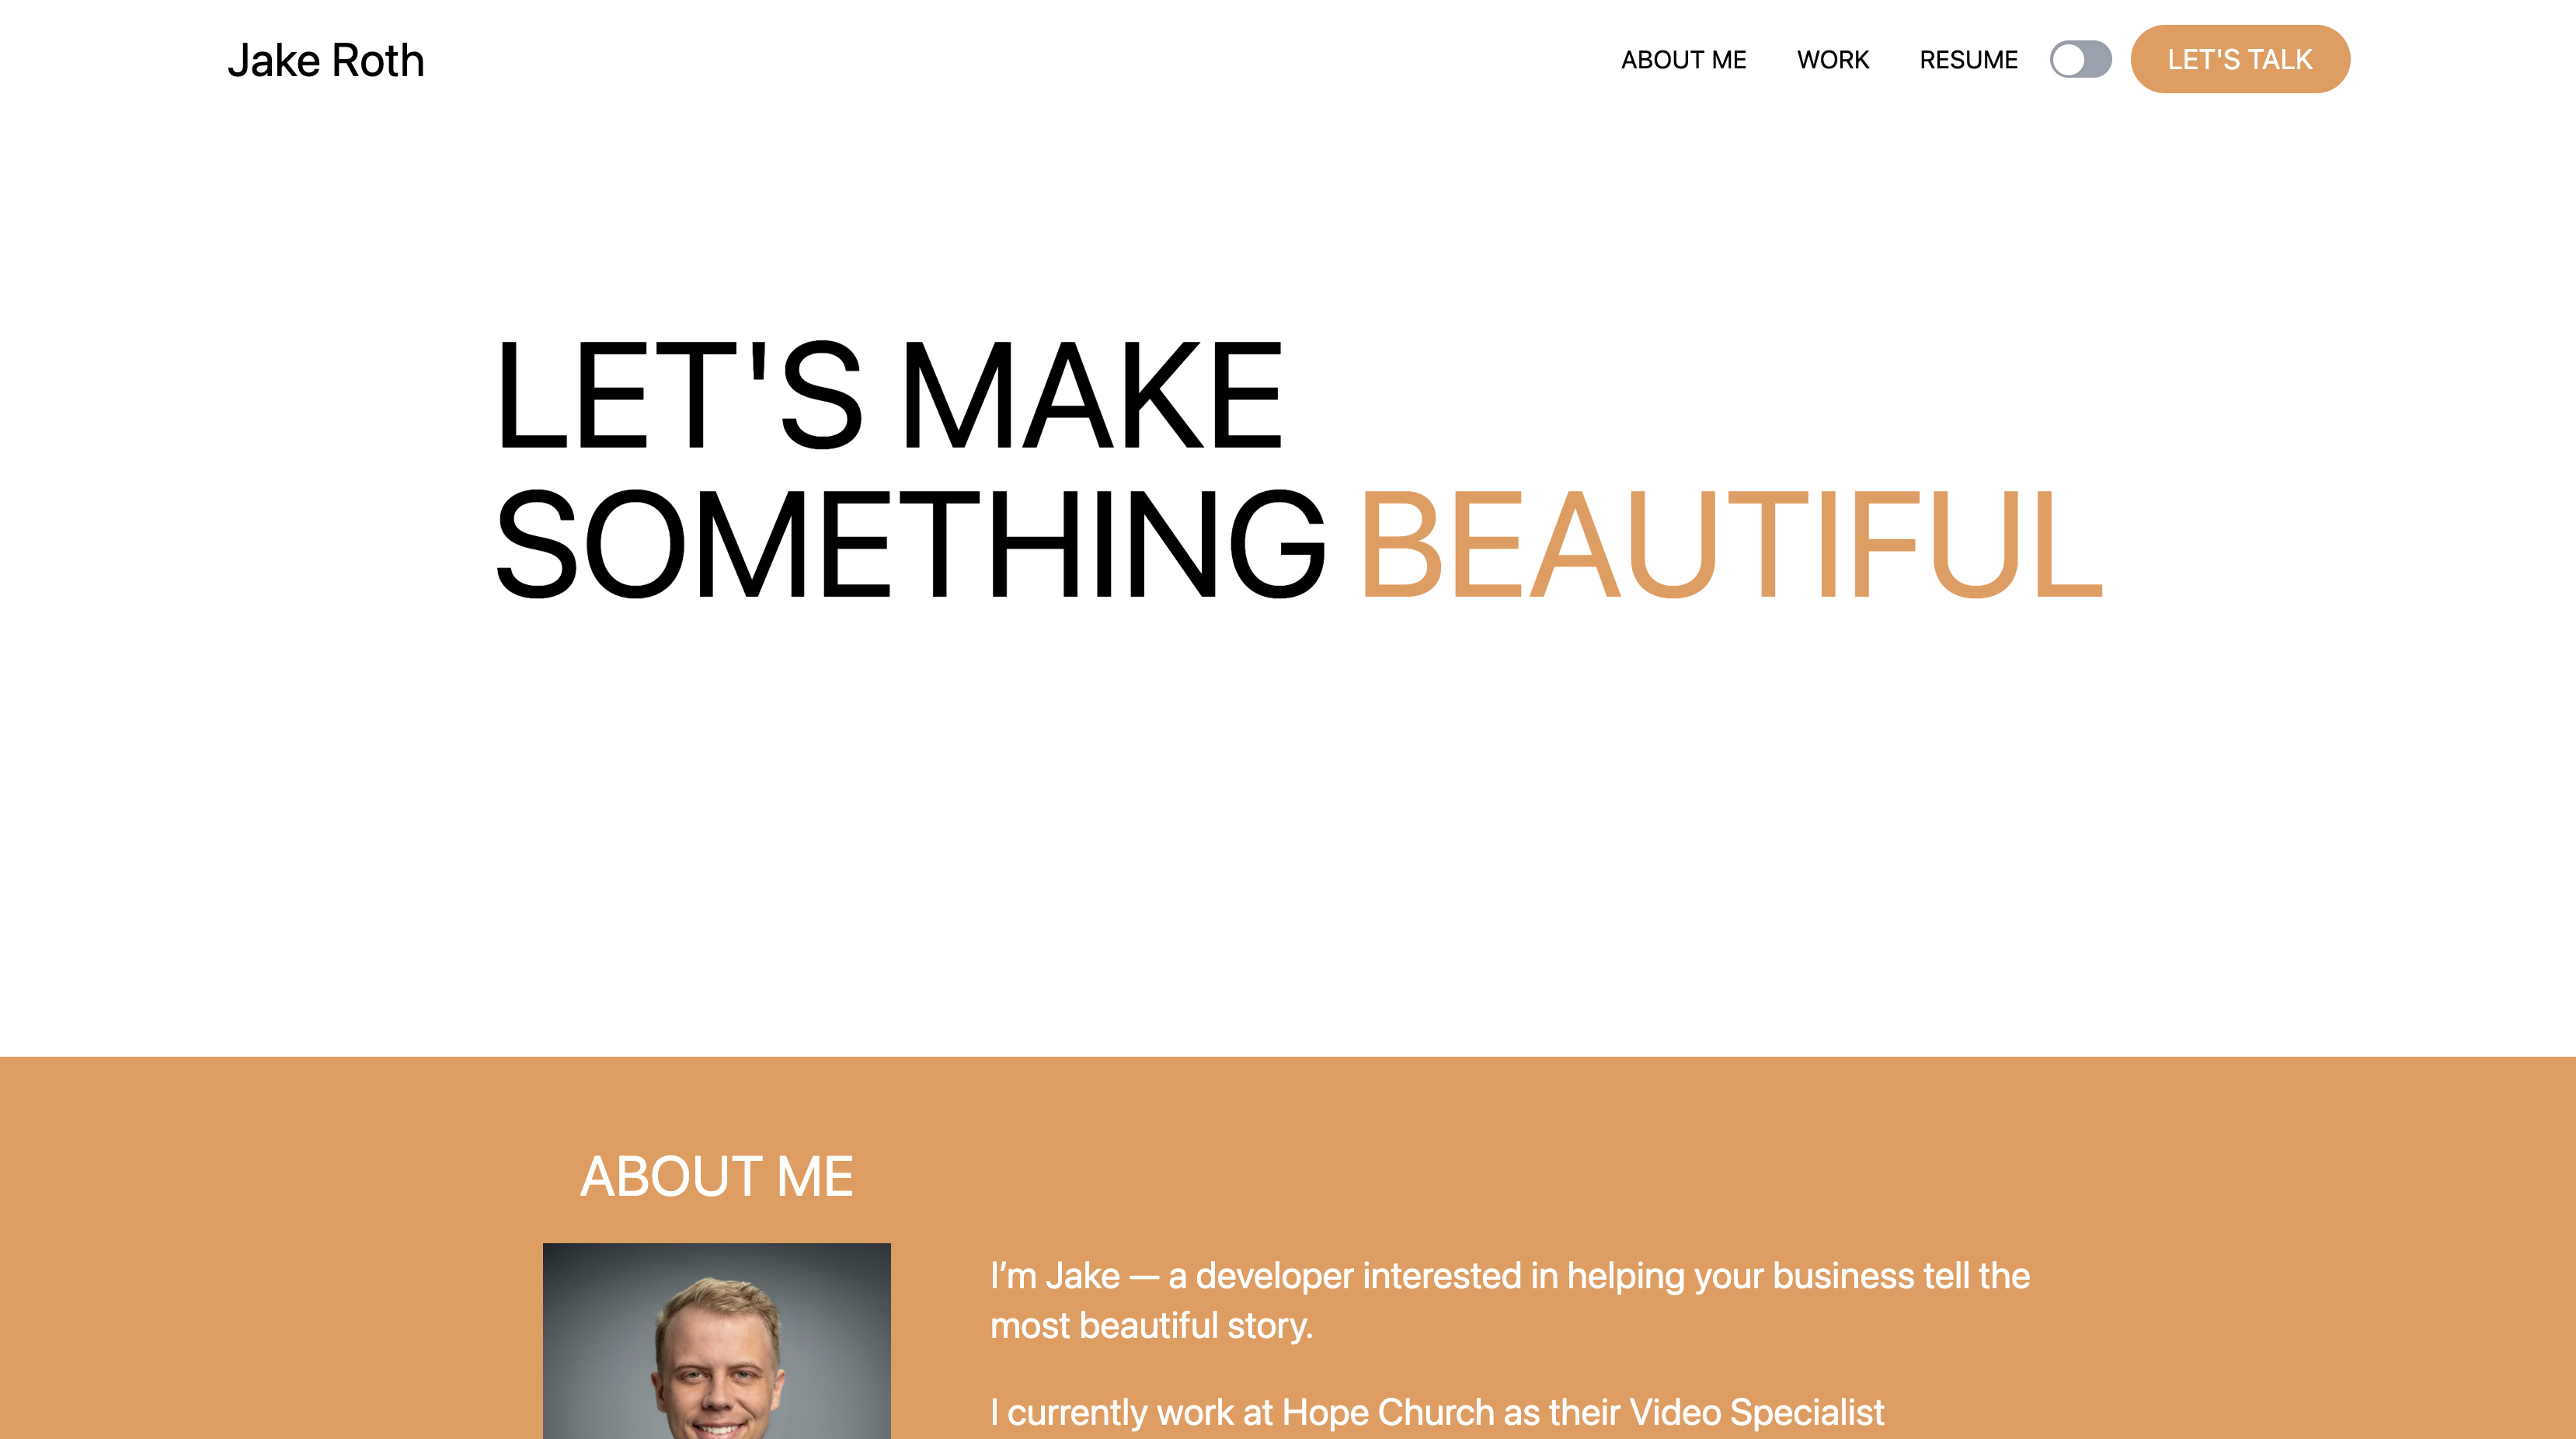 Jake Roth
ABOUT ME
WORK
RESUME
LET'S TALK
LET'S MAKE
SOMETHING BEAUTIFUL
ABOUT ME
I’m Jake — a developer interested in helping your business tell the
most beautiful story.
I currently work at Hope Church as their Video Specialist